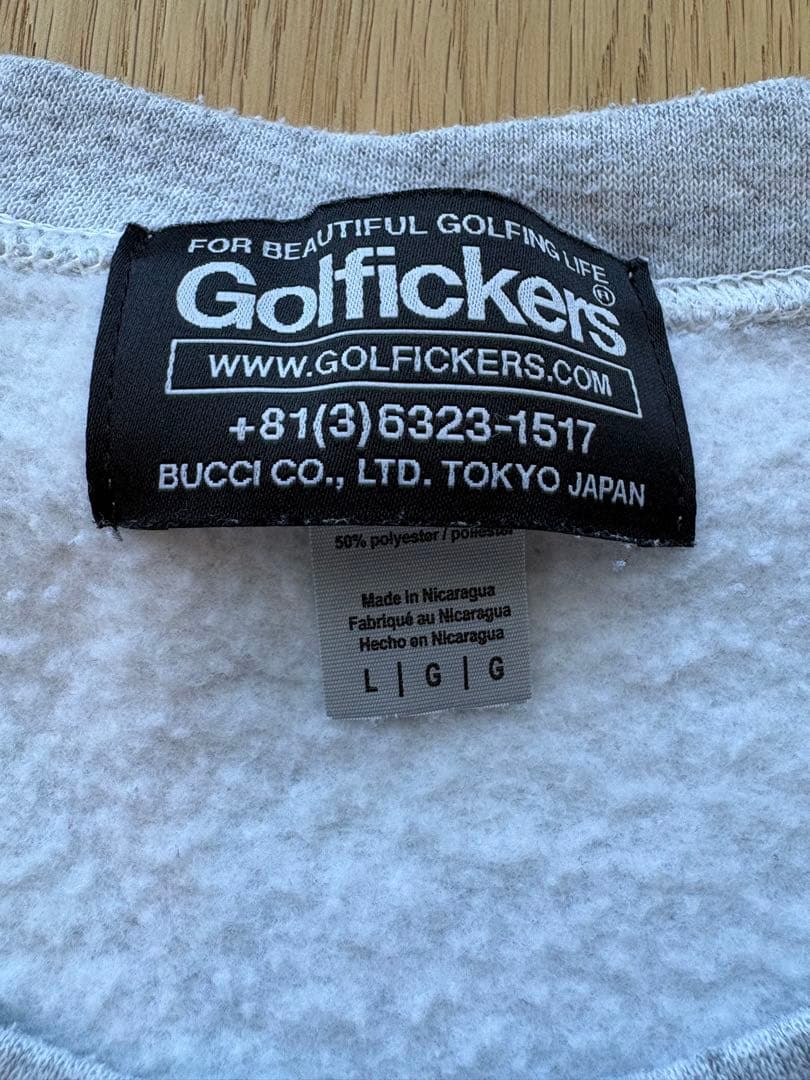 FOR BEAUTIFUL GOLFING LIFE
Golfickers®
WWW.GOLFICKERS.COM
+81(3)6323-1517
BUCCI CO., LTD. TOKYO JAPAN
50% polyester / poliester
Made in Nicaragua
Fabriqué au Nicaragua
Hecho en Nicaragua
L | G | G